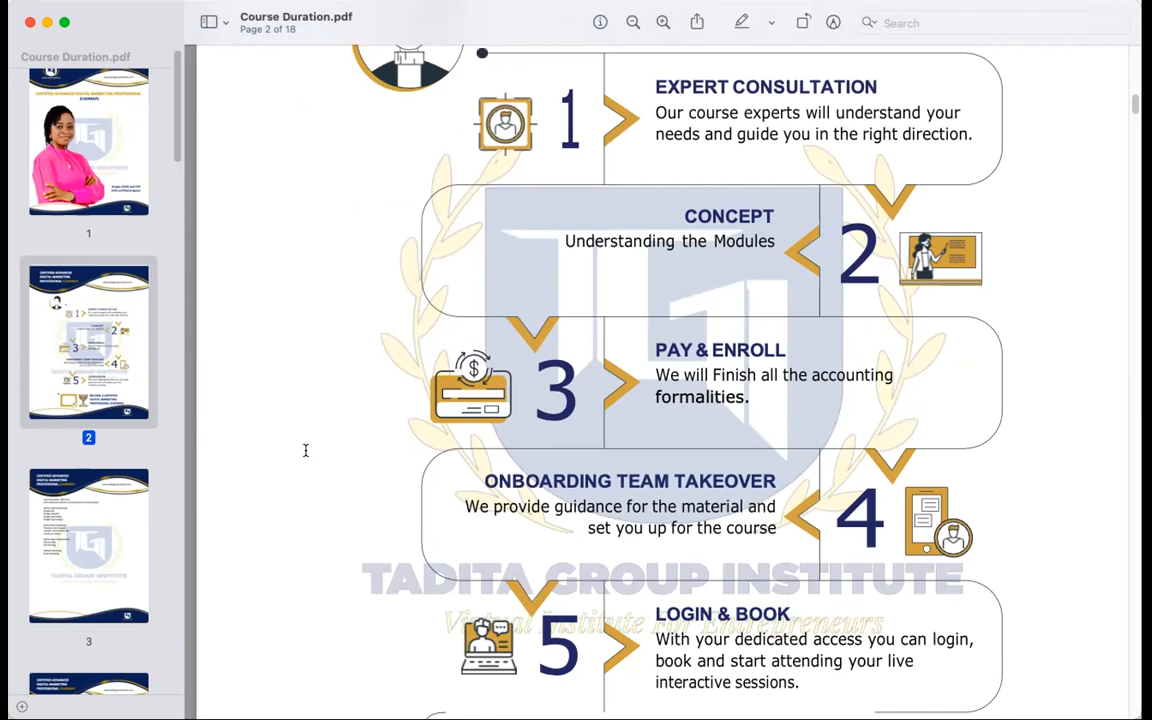 Course Duration.pdf
Page 2 of 18
Search
Course Duration.pdf
1
2
3
EXPERT CONSULTATION
Our course experts will understand your
needs and guide you in the right direction.
1
CONCEPT
Understanding the Modules
2
PAY & ENROLL
We will Finish all the accounting
formalities.
3
ONBOARDING TEAM TAKEOVER
We provide guidance for the material and
set you up for the course
4
TADITA GROUP INSTITUTE
Virtual Institute For Entrepreneurs
LOGIN & BOOK
With your dedicated access you can login,
book and start attending your live
interactive sessions.
5